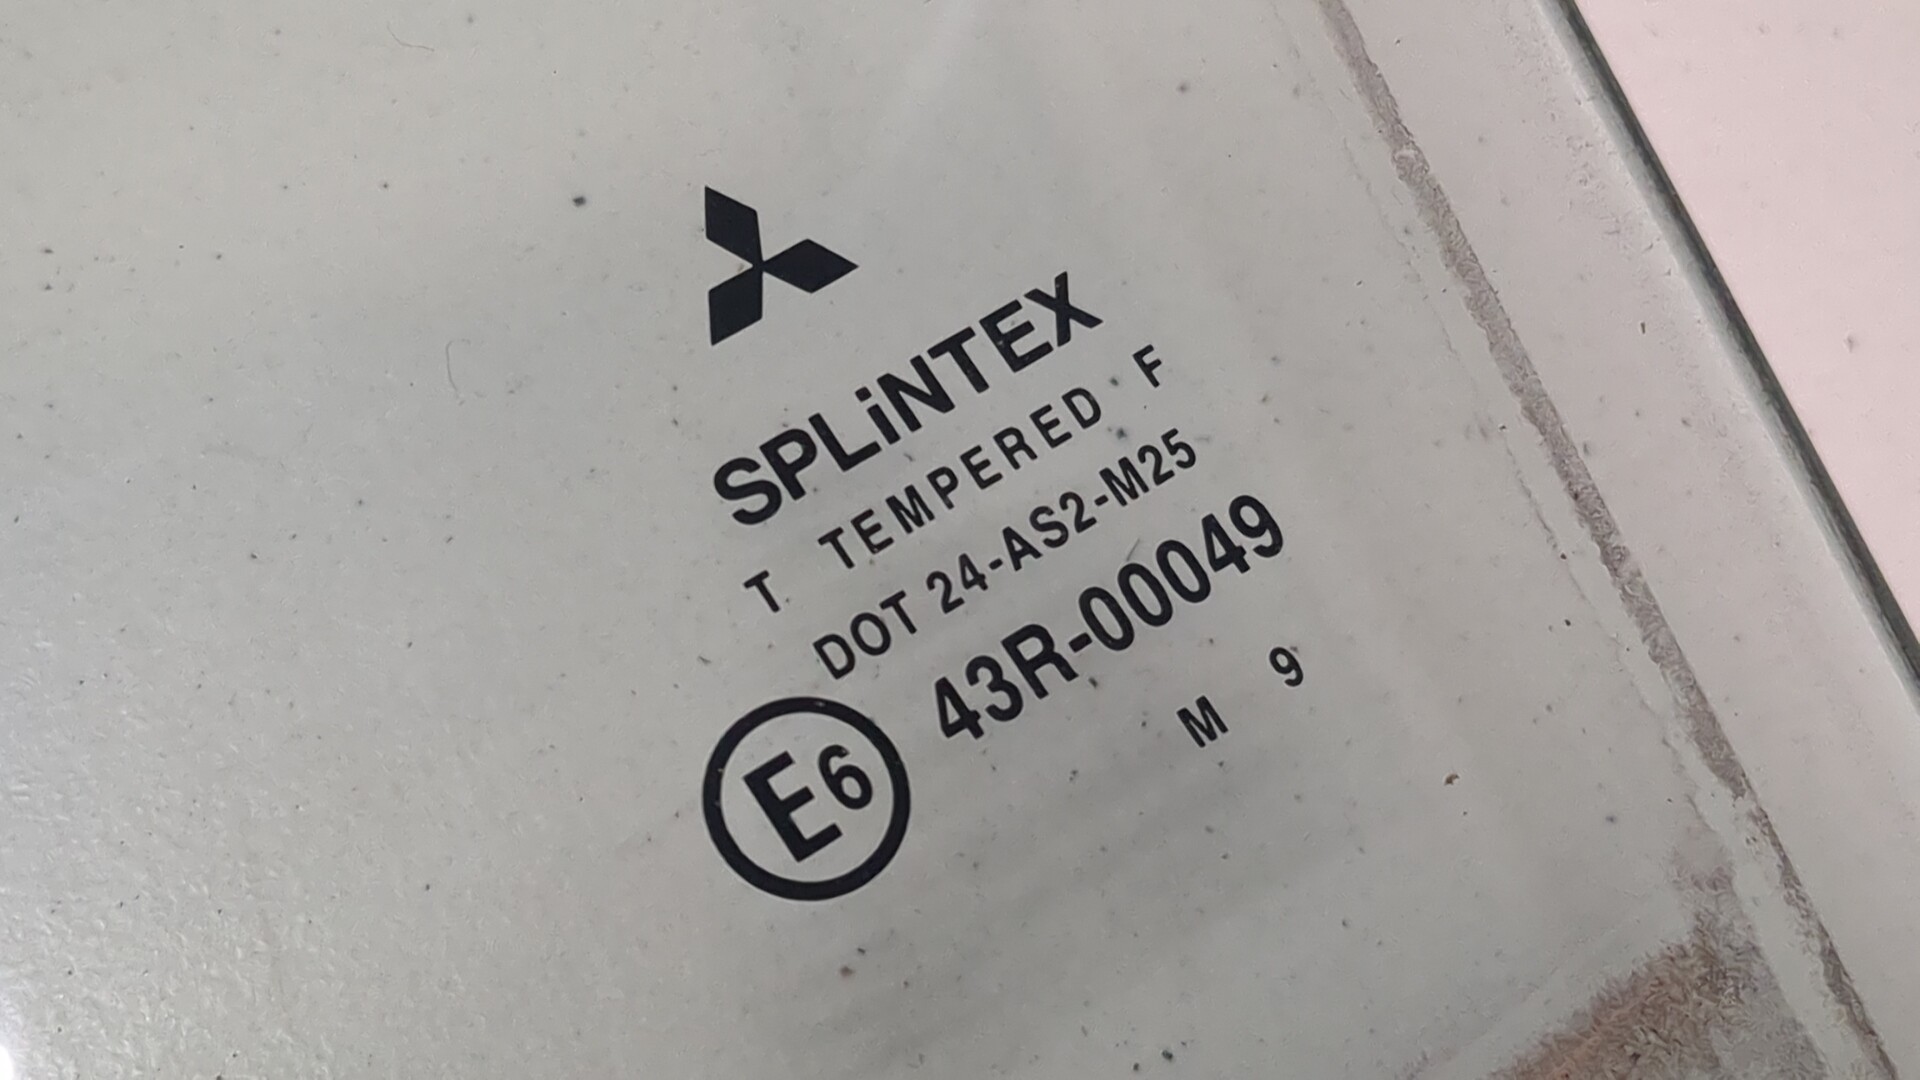 SPLiNTEX
T TEMPERED F
DOT 24-AS2-M25
E6 43R-00049
M 9